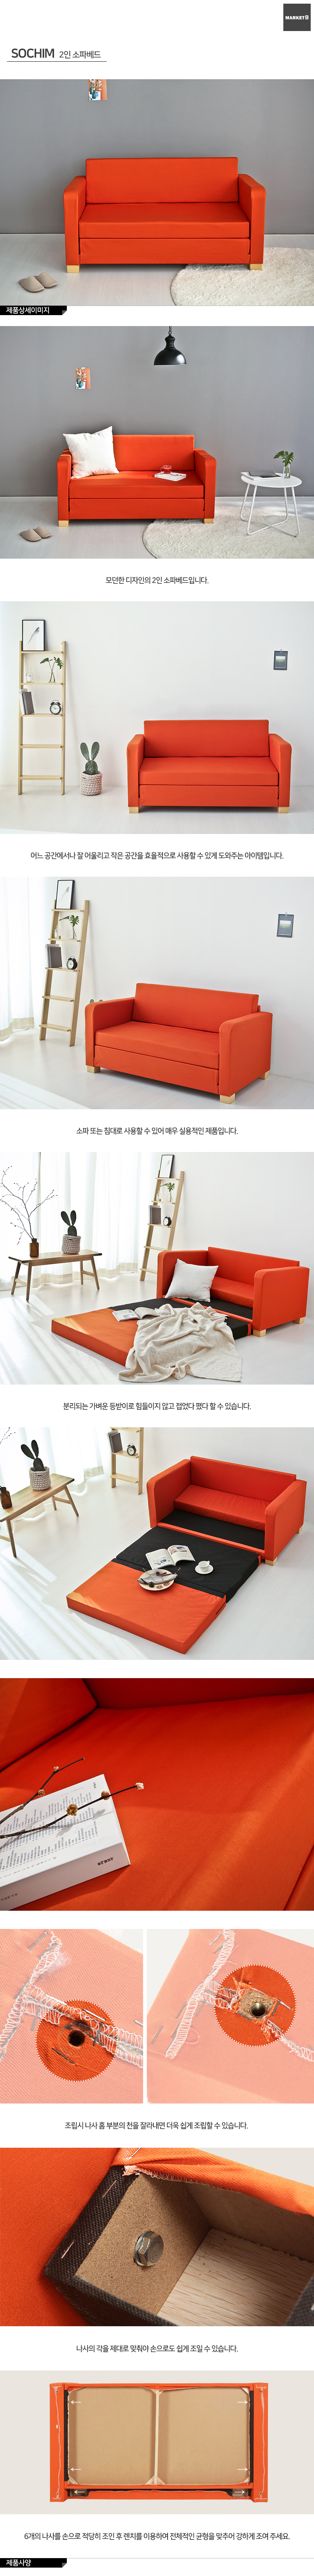 MARKET B
SOCHIM 2인 소파베드
제품상세이미지
모던한 디자인의 2인 소파베드입니다.
어느 공간에서나 잘 어울리고 작은 공간을 효율적으로 사용할 수 있게 도와주는 아이템입니다.
소파 또는 침대로 사용할 수 있어 매우 실용적인 제품입니다.
분리되는 가벼운 등받이로 힘들이지 않고 접었다 폈다 할 수 있습니다.
조립시 나사 홈 부분의 천을 잘라내면 더욱 쉽게 조립할 수 있습니다.
나사의 각을 제대로 맞춰야 손으로도 쉽게 조일 수 있습니다.
6개의 나사를 손으로 적당히 조인 후 렌치를 이용하여 전체적인 균형을 맞추어 강하게 조여 주세요.
제품사양